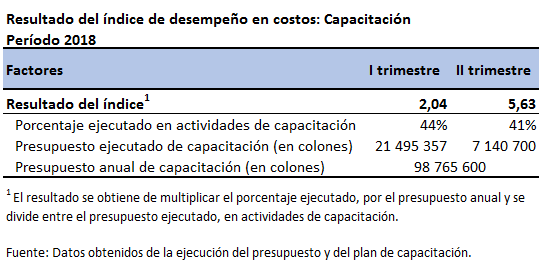 Resultado del índice de desempeño en costos: Capacitación
Período 2018
Factores I trimestre II trimestre
Resultado del índice¹ 2,04 5,63
Porcentaje ejecutado en actividades de capacitación 44% 41%
Presupuesto ejecutado de capacitación (en colones) 21 495 357 7 140 700
Presupuesto anual de capacitación (en colones) 98 765 600
¹ El resultado se obtiene de multiplicar el porcentaje ejecutado, por el presupuesto anual y se
divide entre el presupuesto ejecutado, en actividades de capacitación.
Fuente: Datos obtenidos de la ejecución del presupuesto y del plan de capacitación.